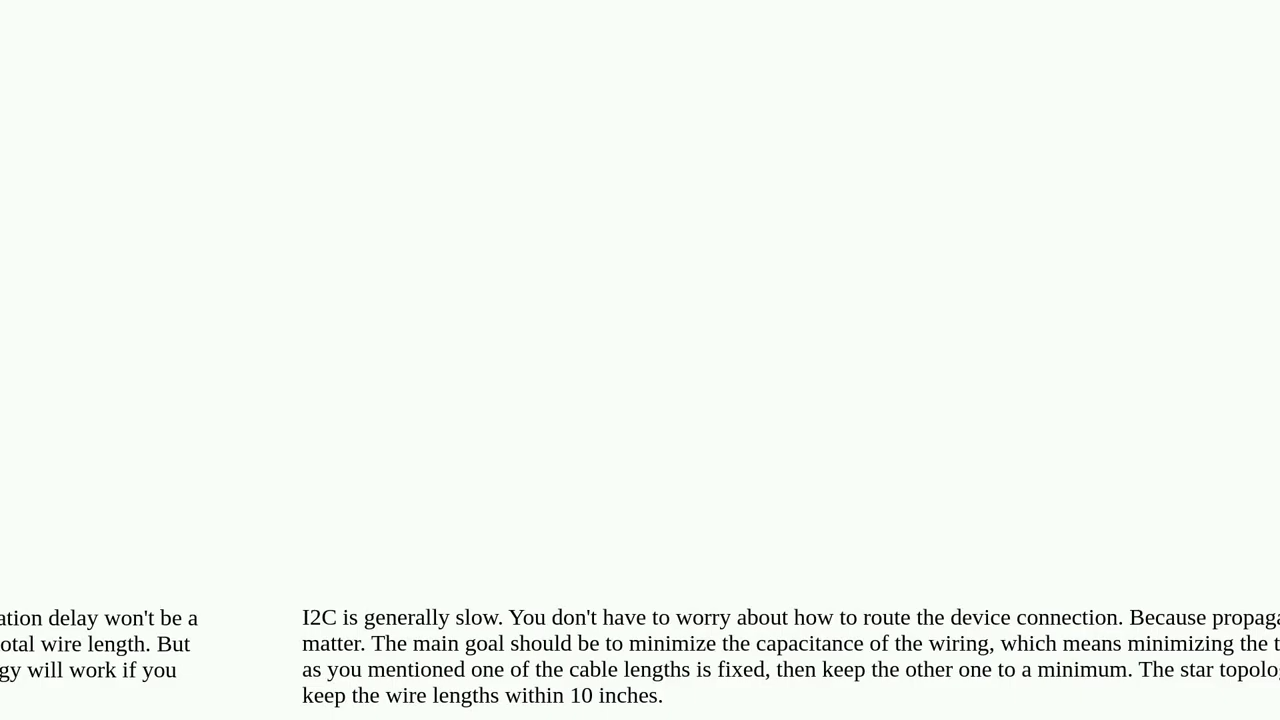 ation delay won't be a
otal wire length. But
gy will work if you
I2C is generally slow. You don't have to worry about how to route the device connection. Because propaga
matter. The main goal should be to minimize the capacitance of the wiring, which means minimizing the t
as you mentioned one of the cable lengths is fixed, then keep the other one to a minimum. The star topolo
keep the wire lengths within 10 inches.